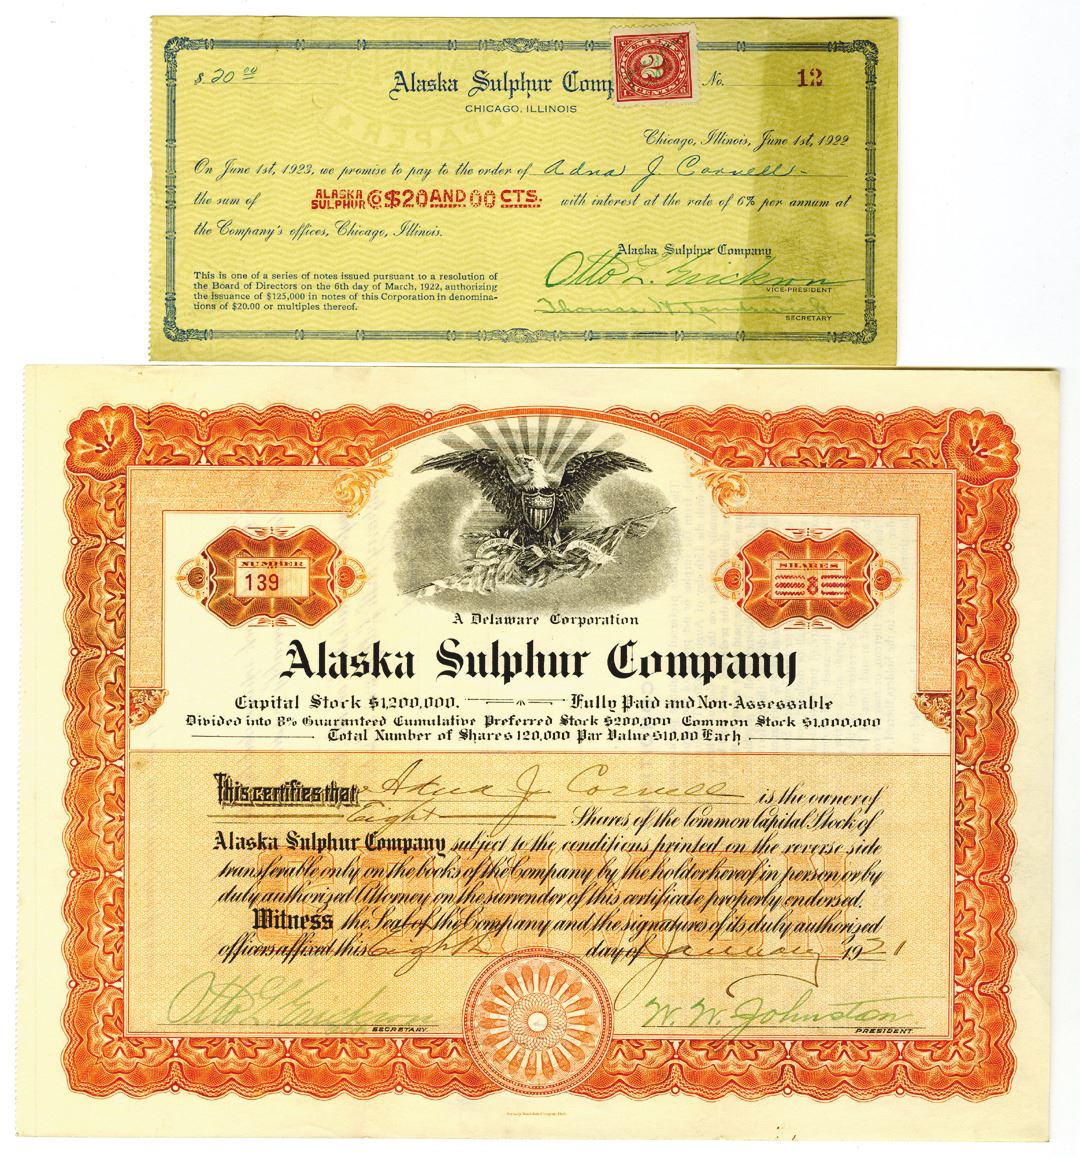 $ 20 00
Alaska Sulphur Comp
No. 12
CHICAGO, ILLINOIS
2
CENTS
Chicago, Illinois, June 1st, 1922
On June 1st, 1923, we promise to pay to the order of Adna J. Cornell
the sum of ALASKA SULPHUR CO $20 AND 00 CTS. with interest at the rate of 6% per annum at
the Company's offices, Chicago, Illinois.
Alaska Sulphur Company
Otto L. Erickson
VICE-PRESIDENT
This is one of a series of notes issued pursuant to a resolution of
the Board of Directors on the 6th day of March, 1922, authorizing
the issuance of $125,000 in notes of this Corporation in denomina-
tions of $20.00 or multiples thereof.
Thomas H
SECRETARY
NUMBER
139
SHARES
8
A Delaware Corporation
Alaska Sulphur Company
Capital Stock $1,200,000. Fully Paid and Non-Assessable
Divided into 8% Guaranteed Cumulative Preferred Stock $200,000 Common Stock $1,000,000
Total Number of Shares 120,000 Par Value $10.00 Each
This certifies that Adna J. Cornell is the owner of
Eight Shares of the Common Capital Stock of
Alaska Sulphur Company subject to the conditions printed on the reverse side
transferable only on the books of the Company by the holder hereof in person or by
duly authorized Attorney on the surrender of this certificate properly endorsed.
Witness the Seal of the Company and the signatures of its duly authorized
officers affixed this eighth day of January 1921
Otto L. Erickson
SECRETARY.
W. W. Johnstan
PRESIDENT.